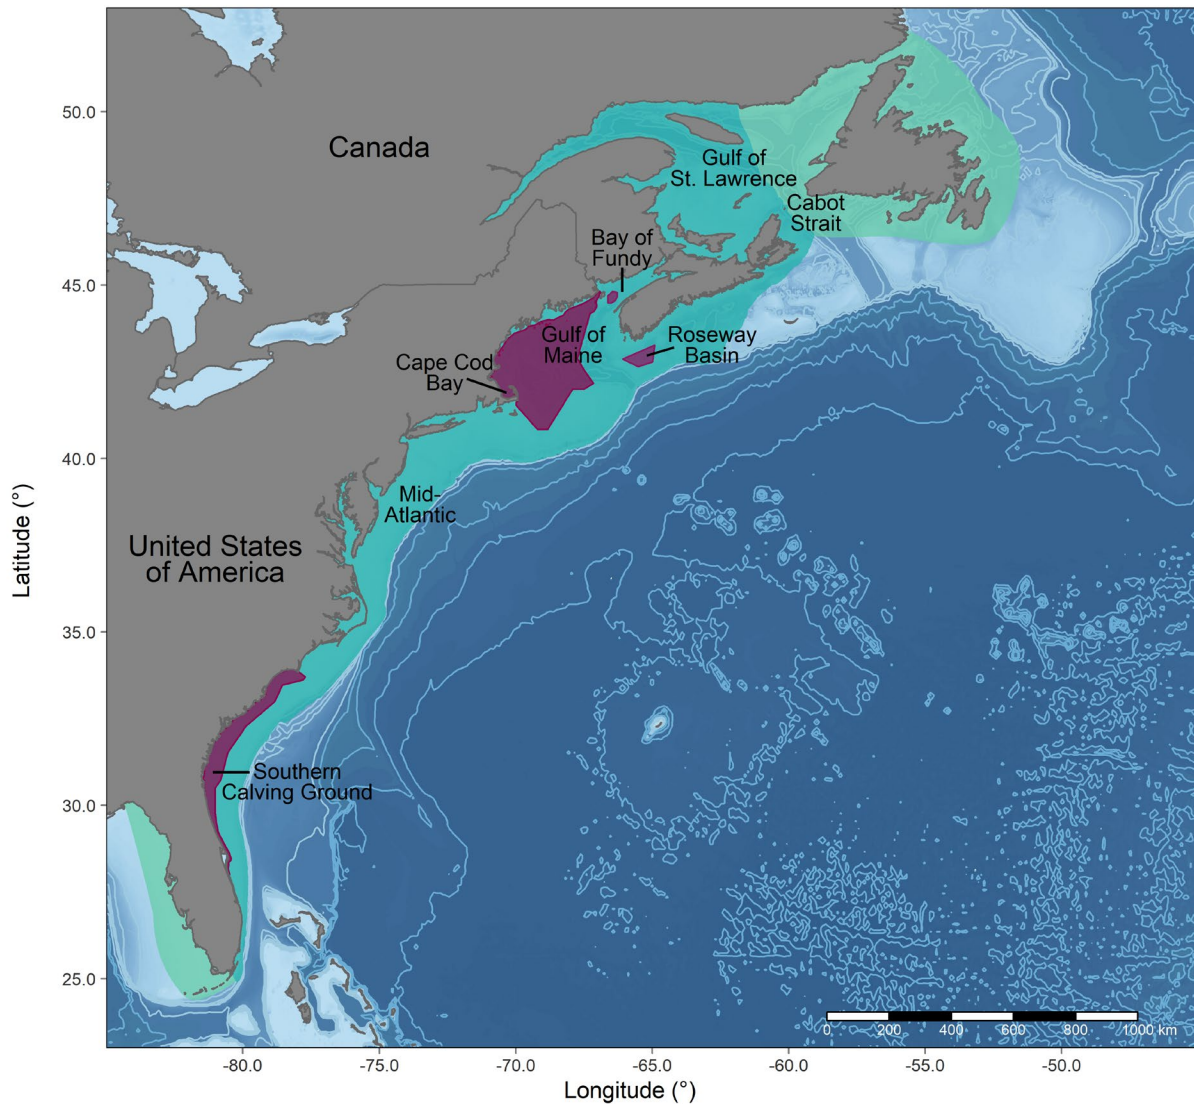 50.0
Canada
Gulf of
St. Lawrence
Cabot
Strait
Bay of
Fundy
45.0
Gulf of
Maine
Roseway
Basin
Cape Cod
Bay
40.0
Mid-
Atlantic
United States
of America
Latitude (°)
35.0
Southern
Calving Ground
30.0
25.0
0 200 400 600 800 1000 km
-80.0 -75.0 -70.0 -65.0 -60.0 -55.0 -50.0
Longitude (°)